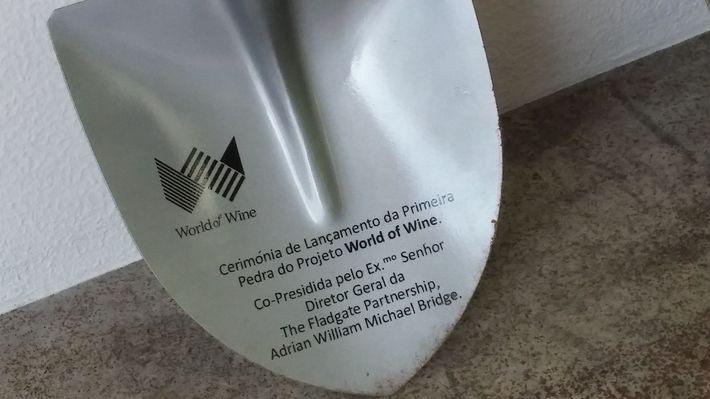 World of Wine
Cerimónia de Lançamento da Primeira
Pedra do Projeto World of Wine.
Co-Presidida pelo Ex.mo Senhor
Diretor Geral da
The Fladgate Partnership,
Adrian William Michael Bridge.